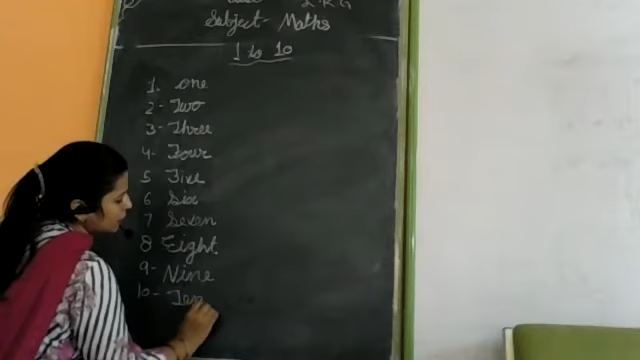 Subject- Maths
1 to 10
1. one
2- Two
3- Three
4- Four
5 Five
6 Six
7 Seven
8 Eight
9- Nine
10- Ten